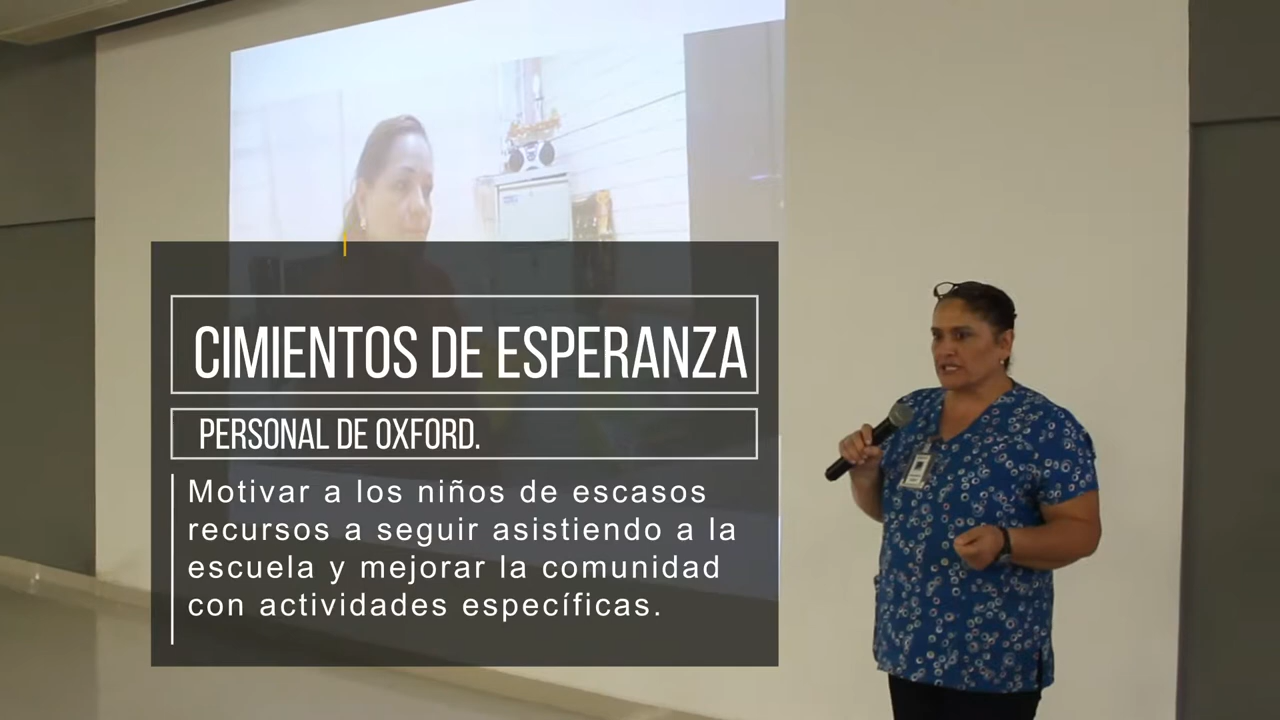 CIMIENTOS DE ESPERANZA
PERSONAL DE OXFORD.
Motivar a los niños de escasos
recursos a seguir asistiendo a la
escuela y mejorar la comunidad
con actividades específicas.